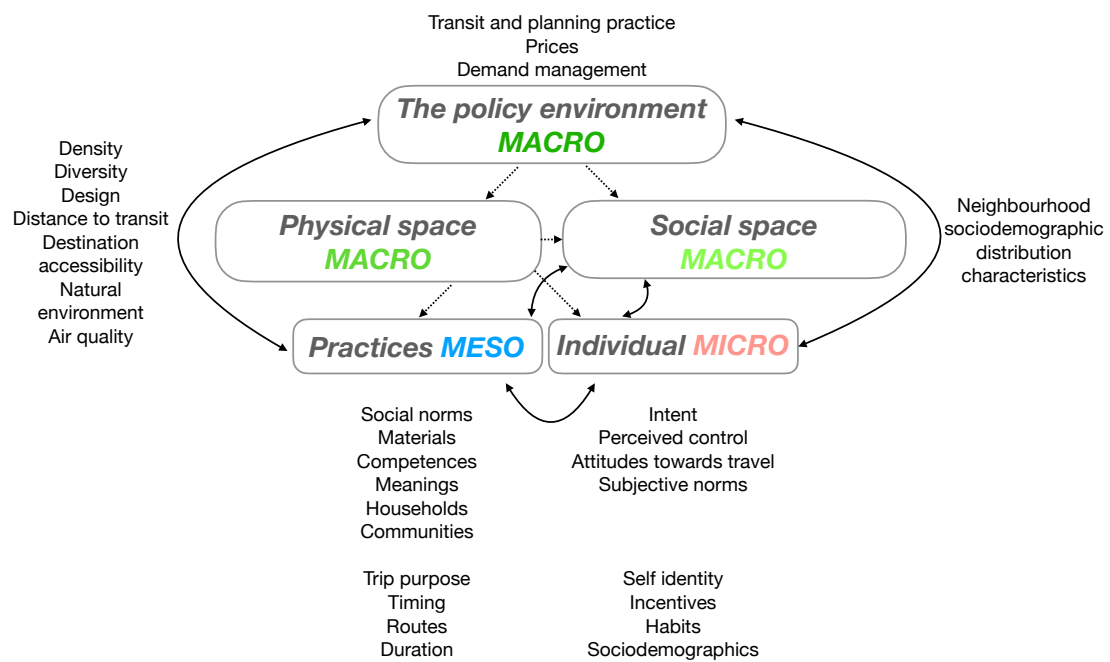 Transit and planning practice
Prices
Demand management
The policy environment
MACRO
Density
Diversity
Design
Distance to transit
Destination
accessibility
Natural
environment
Air quality
Physical space
MACRO
Social space
MACRO
Neighbourhood
sociodemographic
distribution
characteristics
Practices MESO
Individual MICRO
Social norms
Materials
Competences
Meanings
Households
Communities
Intent
Perceived control
Attitudes towards travel
Subjective norms
Trip purpose
Timing
Routes
Duration
Self identity
Incentives
Habits
Sociodemographics